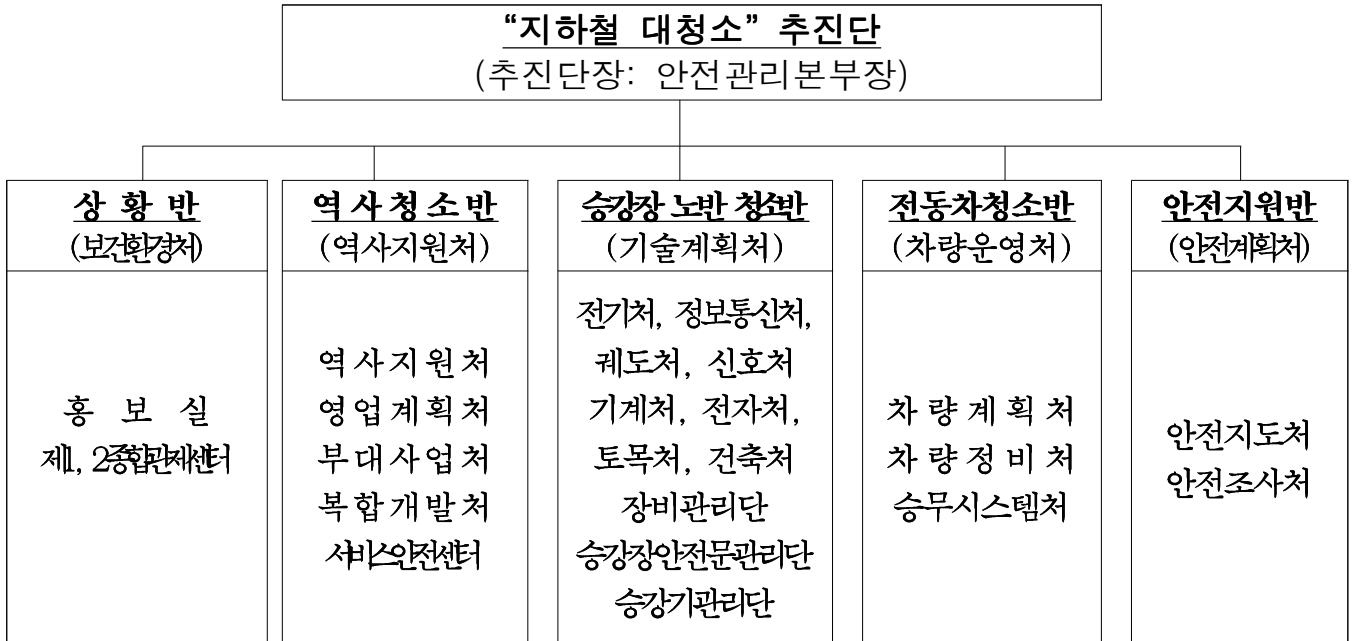 “지하철 대청소” 추진단
(추진단장: 안전관리본부장)
상 황 반
(보건환경처)
홍 보 실
제1, 2종합관제센터
역 사 청 소 반
(역사지원처)
역 사 지 원 처
영 업 계 획 처
부 대 사 업 처
복 합 개 발 처
서비스안전센터
승강장 노반 청소반
(기술계획처)
전기처, 정보통신처,
궤도처, 신호처
기계처, 전자처,
토목처, 건축처
장비관리단
승강장안전문관리단
승강기관리단
전동차청소반
(차량운영처)
차 량 계 획 처
차 량 정 비 처
승무시스템처
안전지원반
(안전계획처)
안전지도처
안전조사처